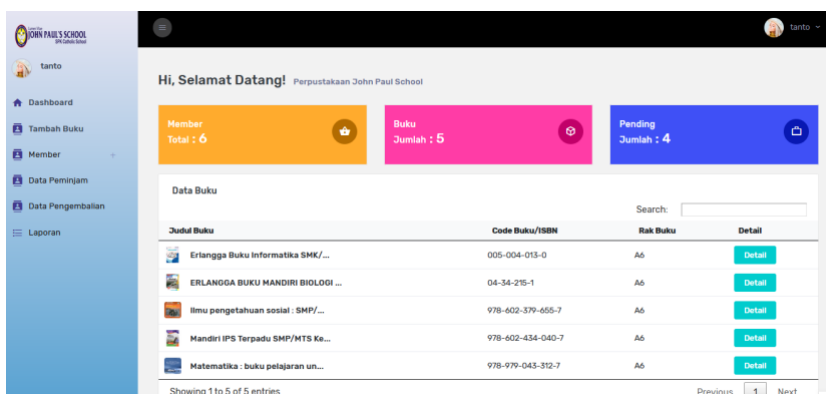 JOHN PAUL'S SCHOOL
SPK Catholic School
tanto
tanto
Dashboard
Tambah Buku
Member
Data Peminjam
Data Pengembalian
Laporan
Hi, Selamat Datang! Perpustakaan John Paul School
Member
Total : 6
Buku
Jumlah : 5
Pending
Jumlah : 4
Data Buku
Search:
Judul Buku Code Buku/ISBN Rak Buku Detail
Erlangga Buku Informatika SMK/... 005-004-013-0 A6 Detail
ERLANGGA BUKU MANDIRI BIOLOGI ... 04-34-215-1 A6 Detail
Ilmu pengetahuan sosial : SMP/... 978-602-379-655-7 A6 Detail
Mandiri IPS Terpadu SMP/MTS Ke... 978-602-434-040-7 A6 Detail
Matematika : buku pelajaran un... 978-979-043-312-7 A6 Detail
Showing 1 to 5 of 5 entries Previous 1 Next